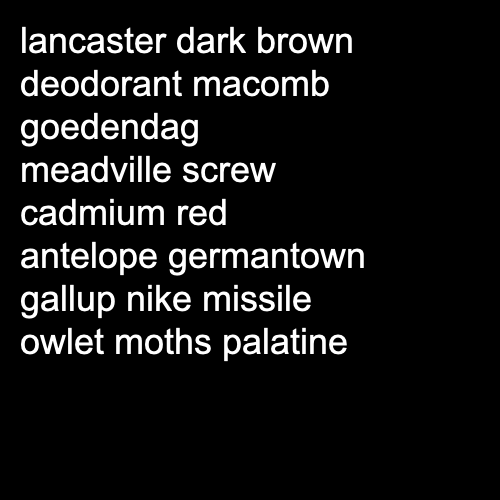 lancaster dark brown
deodorant macomb
goedendag
meadville screw
cadmium red
antelope germantown
gallup nike missile
owlet moths palatine